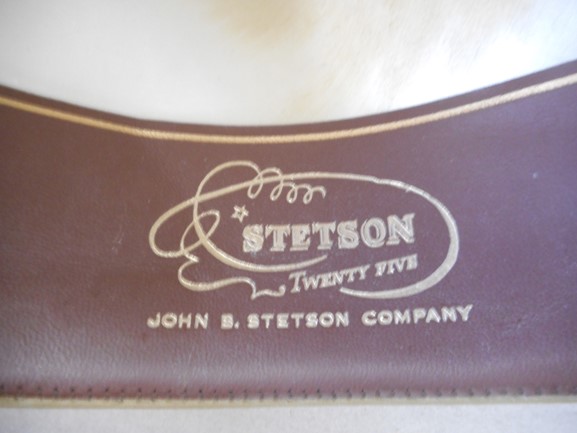 STETSON
TWENTY FIVE
JOHN B. STETSON COMPANY